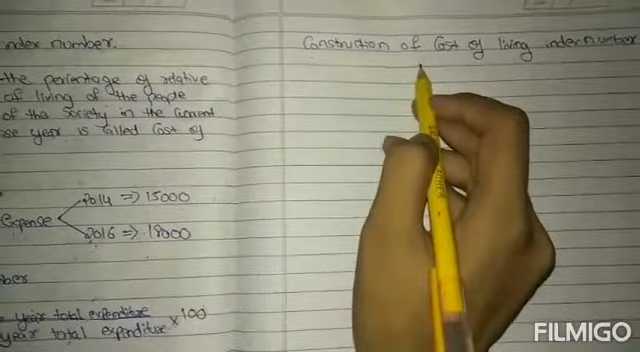 index number.
the percentage of relative
of living of the people
of the society in the current
ose year is called Cost of
Expense
2014 => 15000
2016 => 18000
ber
year total expenditure
year total expenditure × 100
Construction of Cost of living index number
FILMIGO